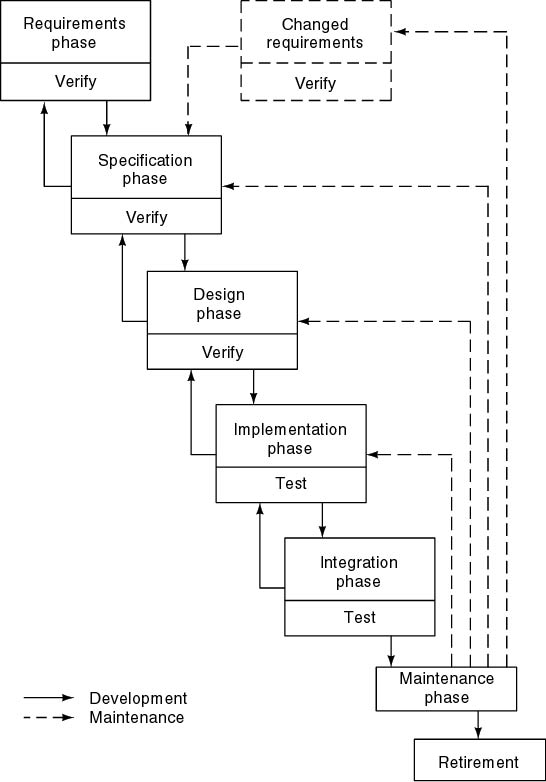 Requirements
phase
Verify
Changed
requirements
Verify
Specification
phase
Verify
Design
phase
Verify
Implementation
phase
Test
Integration
phase
Test
Maintenance
phase
Development
Maintenance
Retirement